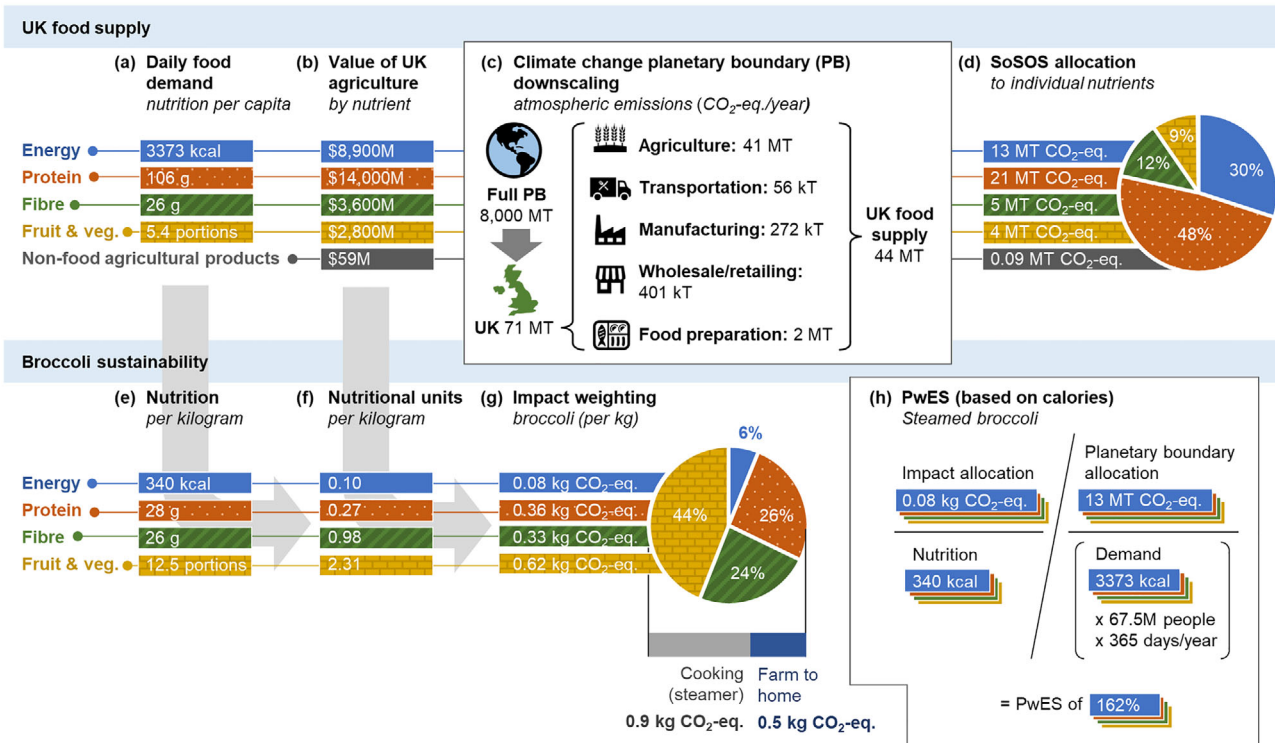 UK food supply
(a) Daily food
demand
nutrition per capita
(b) Value of UK
agriculture
by nutrient
(c) Climate change planetary boundary (PB)
downscaling
atmospheric emissions (CO₂-eq./year)
(d) SoSOS allocation
to individual nutrients
Energy 3373 kcal $8,900M
Protein 106 g $14,000M
Fibre 26 g $3,600M
Fruit & veg. 5.4 portions $2,800M
Non-food agricultural products $59M
Full PB
8,000 MT
UK 71 MT
Agriculture: 41 MT
Transportation: 56 kT
Manufacturing: 272 kT
Wholesale/retailing:
401 kT
Food preparation: 2 MT
UK food
supply
44 MT
13 MT CO₂-eq.
21 MT CO₂-eq.
5 MT CO₂-eq.
4 MT CO₂-eq.
0.09 MT CO₂-eq.
9%
12%
30%
48%
Broccoli sustainability
(e) Nutrition
per kilogram
(f) Nutritional units
per kilogram
(g) Impact weighting
broccoli (per kg)
Energy 340 kcal 0.10 0.08 kg CO₂-eq.
Protein 28 g 0.27 0.36 kg CO₂-eq.
Fibre 26 g 0.98 0.33 kg CO₂-eq.
Fruit & veg. 12.5 portions 2.31 0.62 kg CO₂-eq.
6%
44%
26%
24%
Cooking
(steamer)
0.9 kg CO₂-eq.
Farm to
home
0.5 kg CO₂-eq.
(h) PwES (based on calories)
Steamed broccoli
Impact allocation
0.08 kg CO₂-eq.
Nutrition
340 kcal
Planetary boundary
allocation
13 MT CO₂-eq.
Demand
3373 kcal
x 67.5M people
x 365 days/year
= PwES of 162%